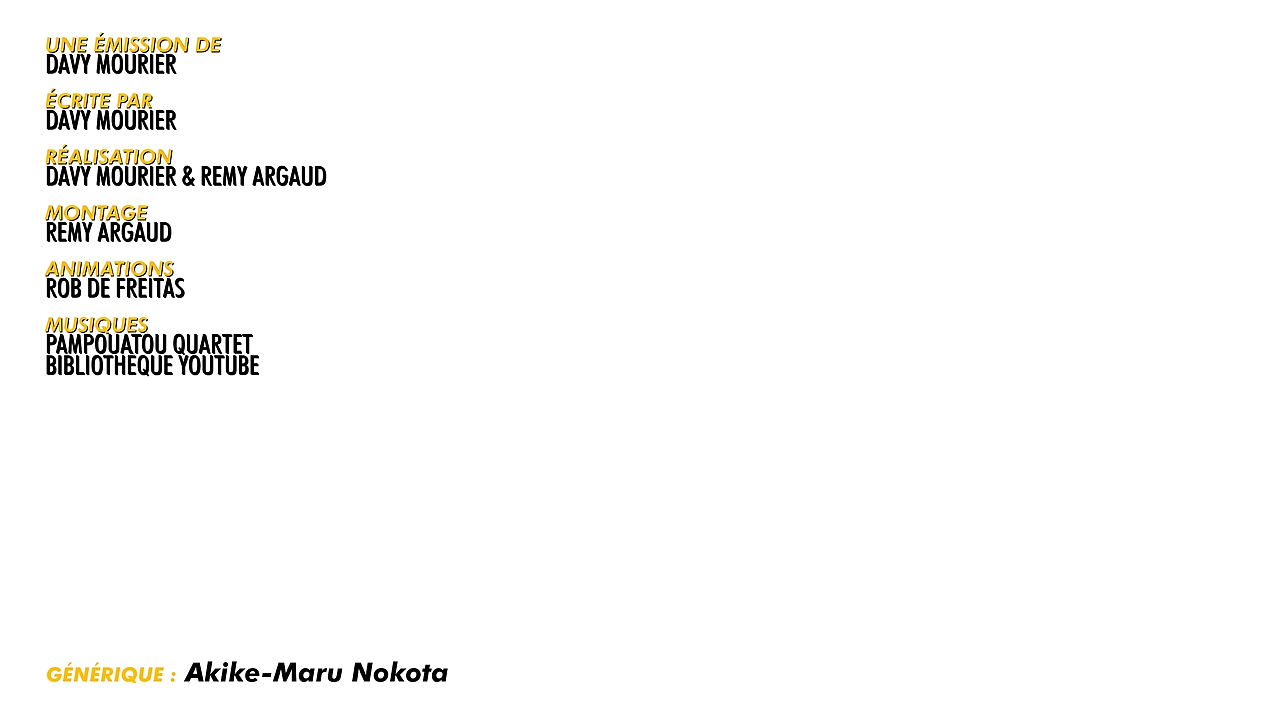 UNE ÉMISSION DE
DAVY MOURIER
ÉCRITE PAR
DAVY MOURIER
RÉALISATION
DAVY MOURIER & REMY ARGAUD
MONTAGE
REMY ARGAUD
ANIMATIONS
ROB DE FREITAS
MUSIQUES
PAMPOUATOU QUARTET
BIBLIOTHEQUE YOUTUBE
GÉNÉRIQUE : Akike-Maru Nokota